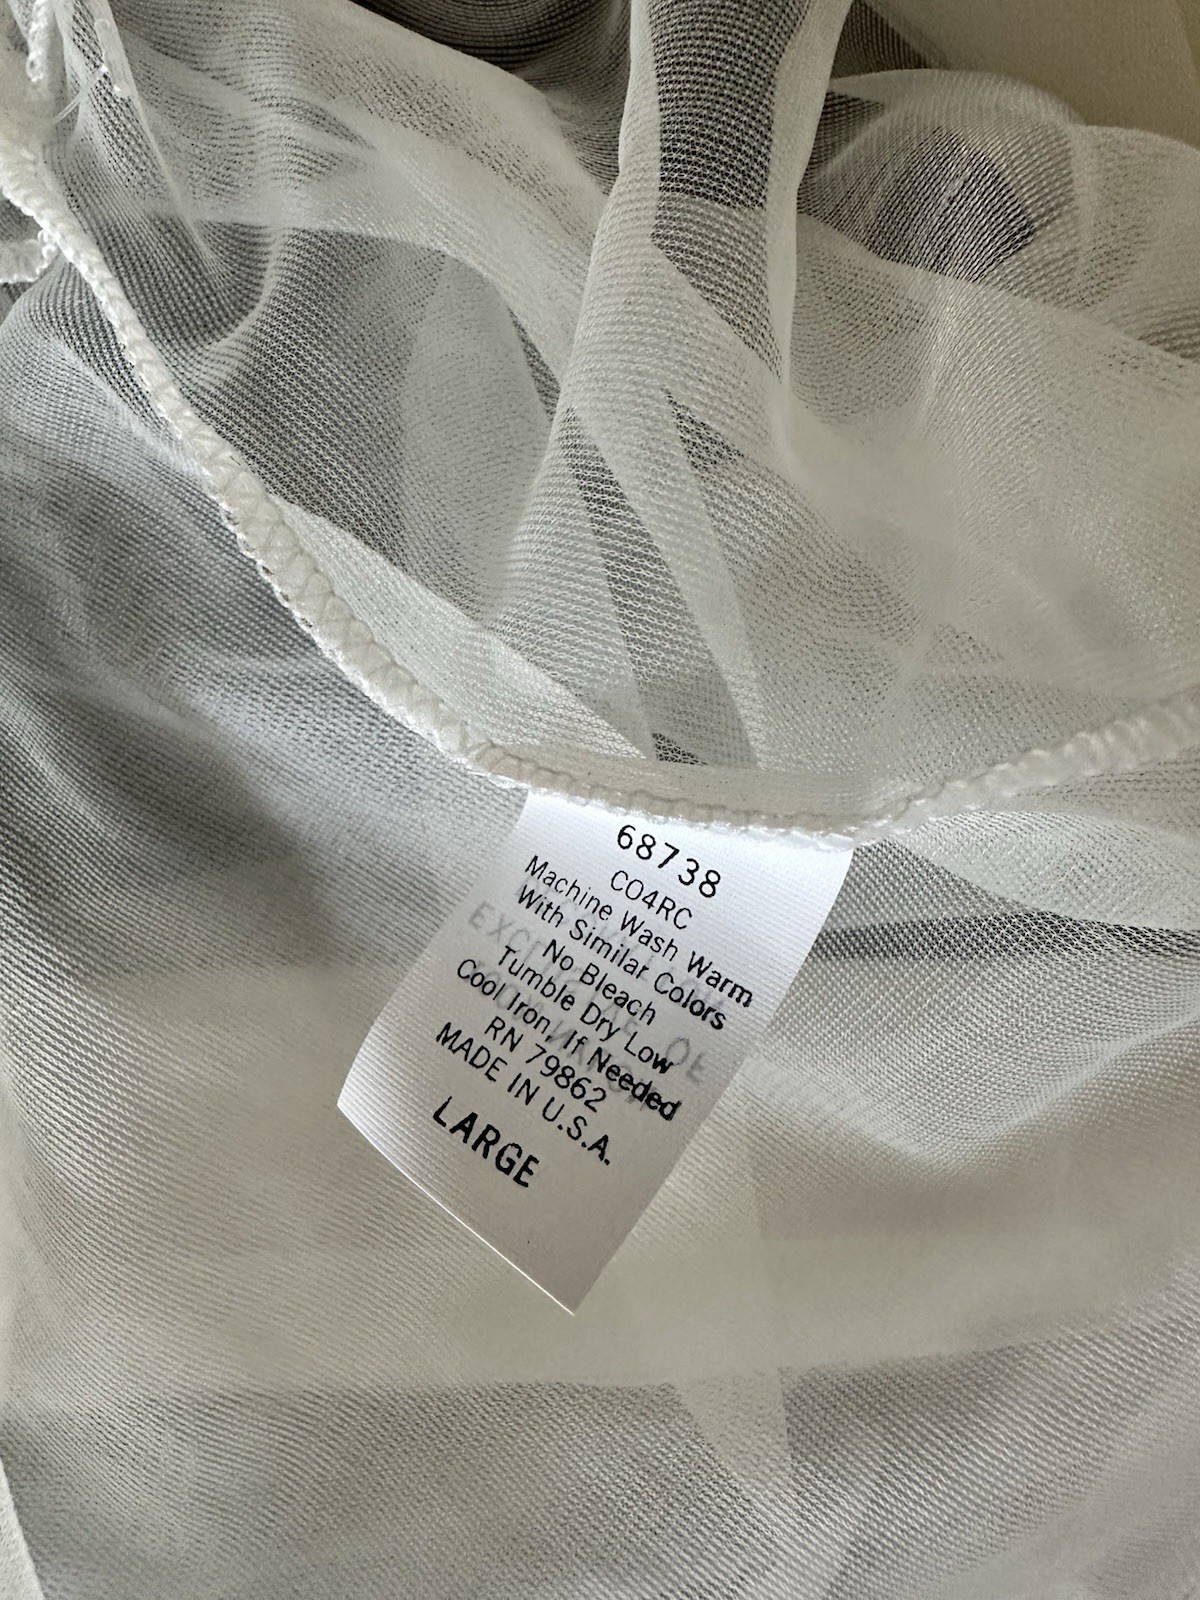 68738
CO4RC
Machine Wash Warm
With Similar Colors
No Bleach
Tumble Dry Low
Cool Iron, If Needed
RN 79862
MADE IN U.S.A.
LARGE